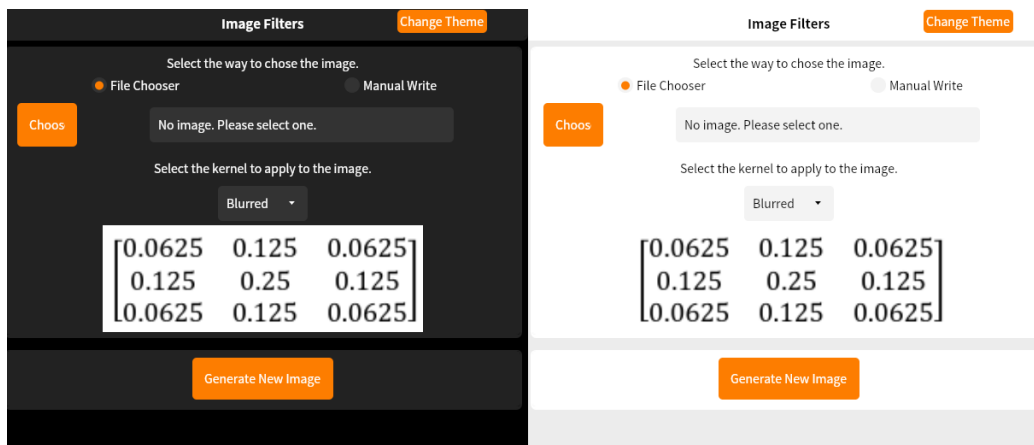 Image Filters
Change Theme
Select the way to chose the image.
File Chooser
Manual Write
Choos
No image. Please select one.
Select the kernel to apply to the image.
Blurred
0.0625 0.125 0.0625
0.125 0.25 0.125
0.0625 0.125 0.0625
Generate New Image
Image Filters
Change Theme
Select the way to chose the image.
File Chooser
Manual Write
Choos
No image. Please select one.
Select the kernel to apply to the image.
Blurred
0.0625 0.125 0.0625
0.125 0.25 0.125
0.0625 0.125 0.0625
Generate New Image